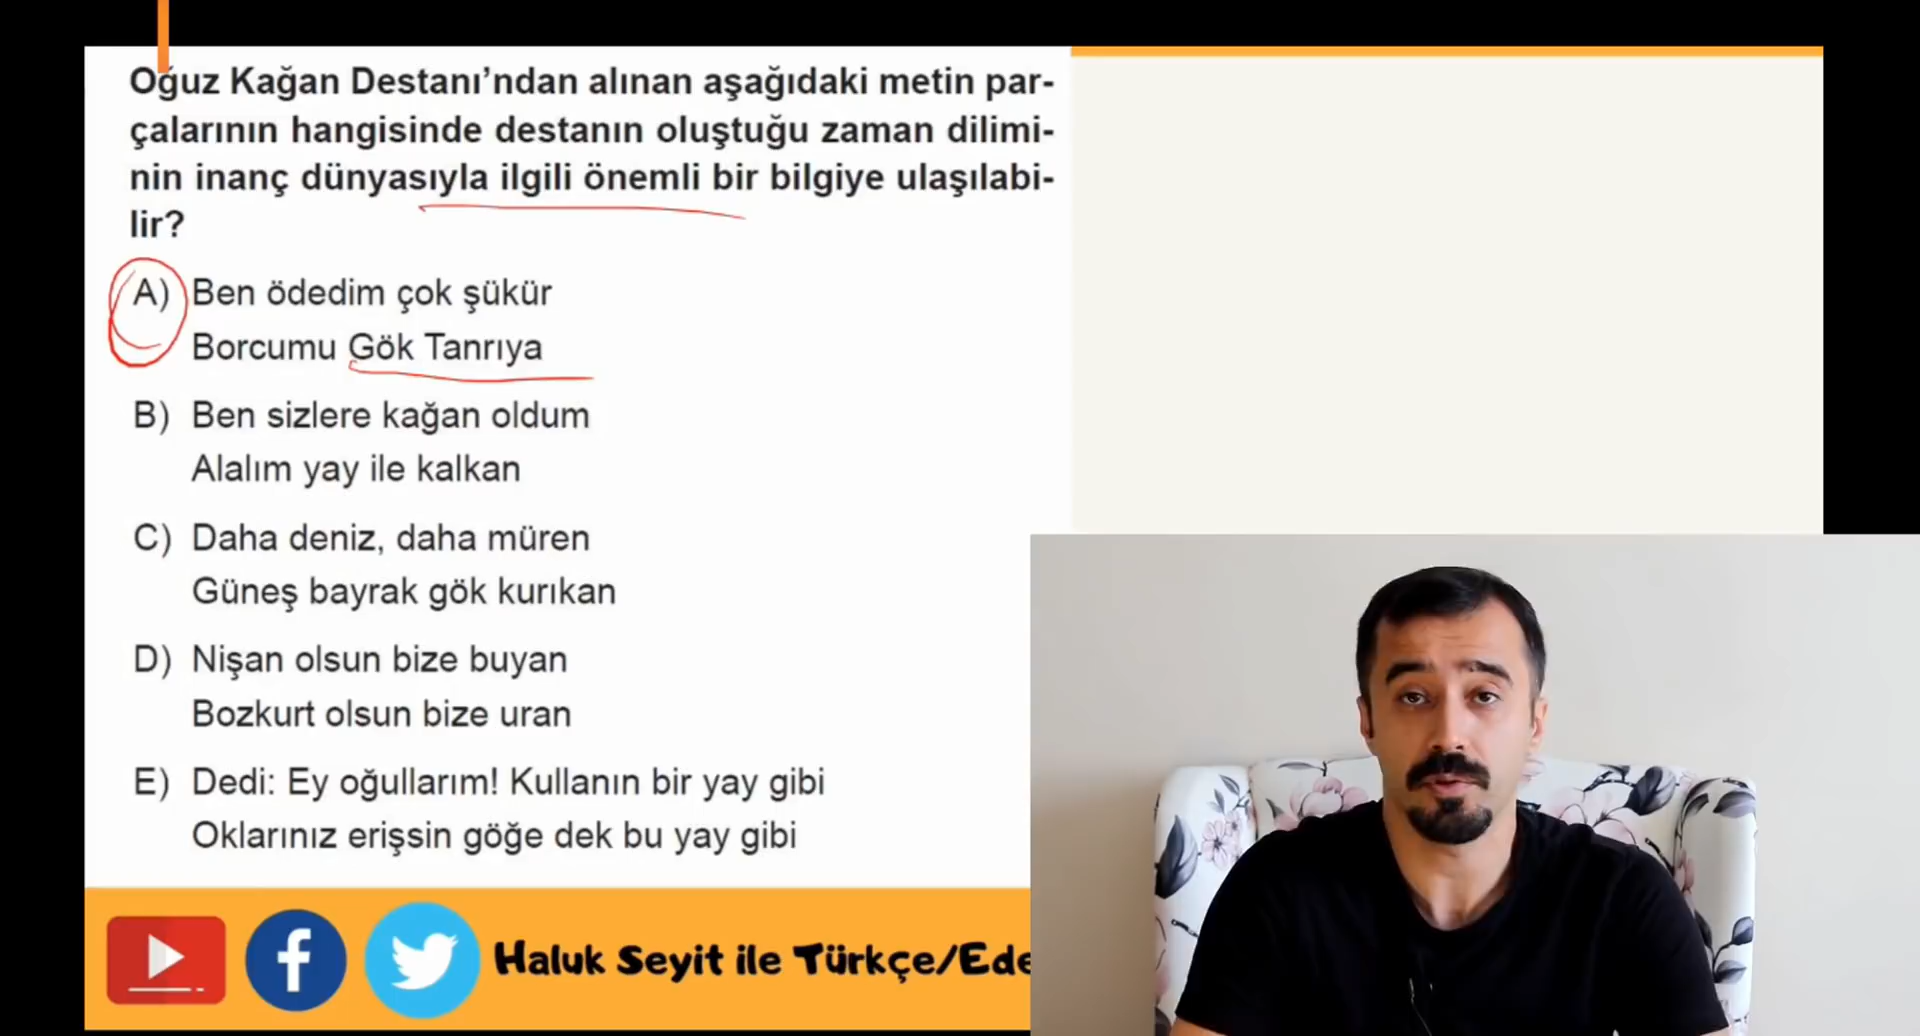 Oğuz Kağan Destanı’ndan alınan aşağıdaki metin par-
çalarının hangisinde destanın oluştuğu zaman dilimi-
nin inanç dünyasıyla ilgili önemli bir bilgiye ulaşılabi-
lir?
A) Ben ödedim çok şükür
Borcumu Gök Tanrıya
B) Ben sizlere kağan oldum
Alalım yay ile kalkan
C) Daha deniz, daha müren
Güneş bayrak gök kurıkan
D) Nişan olsun bize buyan
Bozkurt olsun bize uran
E) Dedi: Ey oğullarım! Kullanın bir yay gibi
Oklarınız erişsin göğe dek bu yay gibi
f Haluk Seyit ile Türkçe/Ede